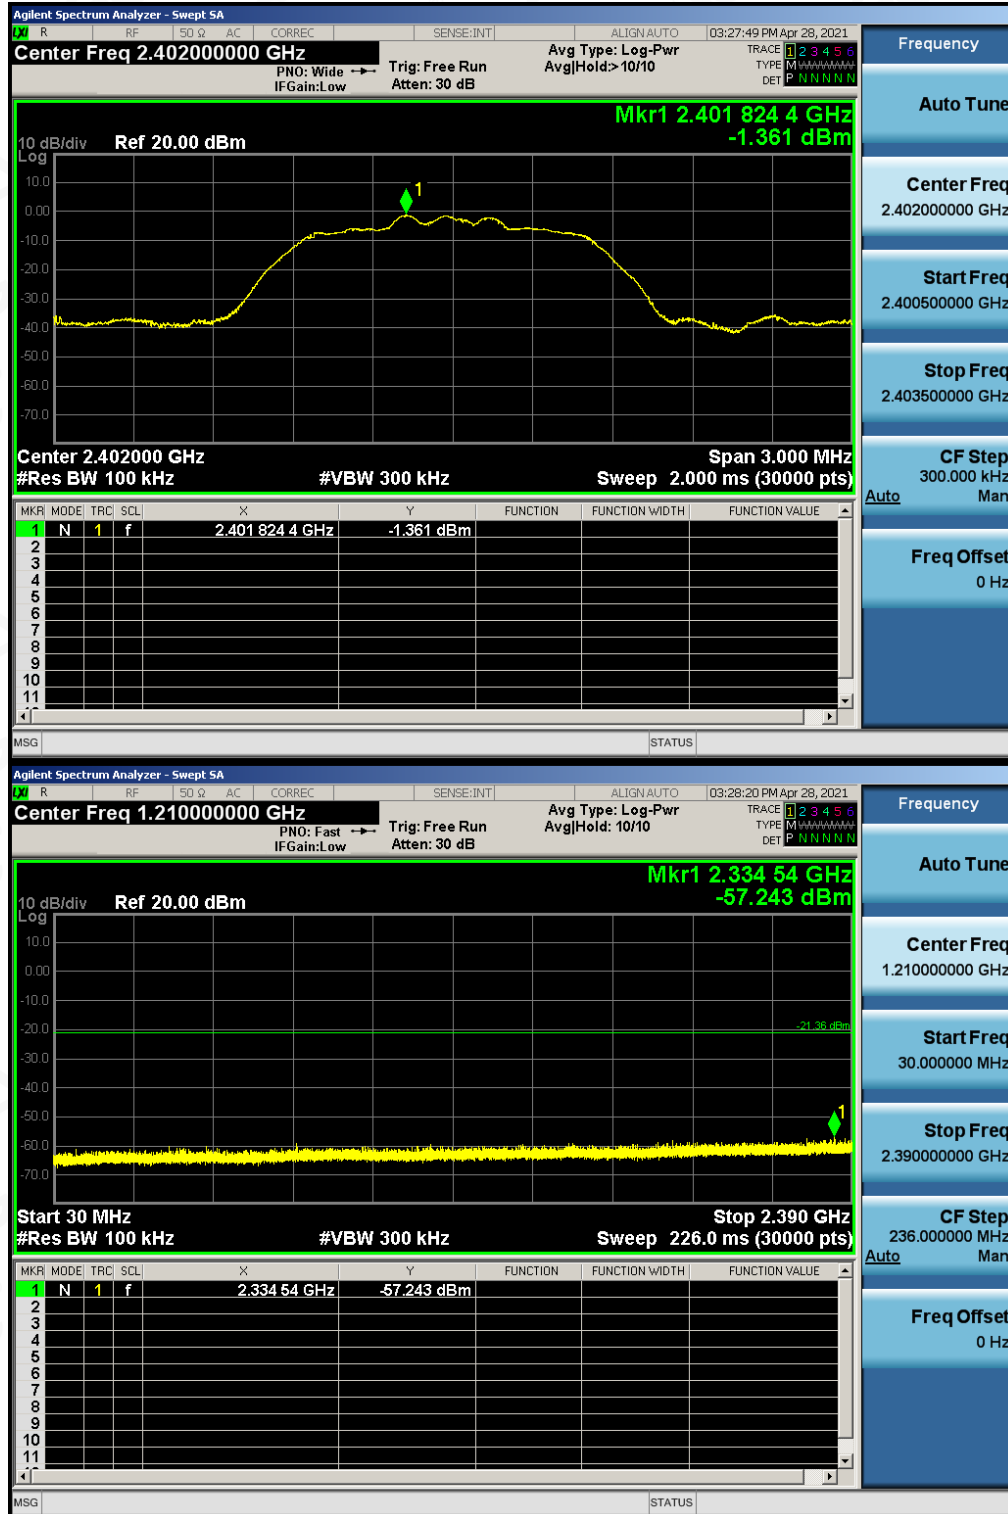 Agilent Spectrum Analyzer - Swept SA
LXI R RF 50 Ω AC CORREC SENSE:INT ALIGN AUTO 03:27:49 PM Apr 28, 2021
Center Freq 2.402000000 GHz Avg Type: Log-Pwr TRACE 1 2 3 4 5 6
PNO: Wide Trig: Free Run Avg|Hold:>10/10 TYPE M
IFGain:Low Atten: 30 dB DET P N N N N N
Frequency
Mkr1 2.401 824 4 GHz
-1.361 dBm
10 dB/div Ref 20.00 dBm
Log
10.0
0.00
-10.0
-20.0
-30.0
-40.0
-50.0
-60.0
-70.0
1
Center 2.402000 GHz Span 3.000 MHz
#Res BW 100 kHz #VBW 300 kHz Sweep 2.000 ms (30000 pts)
MKR MODE TRC SCL X Y FUNCTION FUNCTION WIDTH FUNCTION VALUE
1 N 1 f 2.401 824 4 GHz -1.361 dBm
2
3
4
5
6
7
8
9
10
11
MSG STATUS
Auto Tune
Center Freq
2.402000000 GHz
Start Freq
2.400500000 GHz
Stop Freq
2.403500000 GHz
CF Step
300.000 kHz
Auto Man
Freq Offset
0 Hz
Agilent Spectrum Analyzer - Swept SA
LXI R RF 50 Ω AC CORREC SENSE:INT ALIGN AUTO 03:28:20 PM Apr 28, 2021
Center Freq 1.210000000 GHz Avg Type: Log-Pwr TRACE 1 2 3 4 5 6
PNO: Fast Trig: Free Run Avg|Hold: 10/10 TYPE M
IFGain:Low Atten: 30 dB DET P N N N N N
Frequency
Mkr1 2.334 54 GHz
-57.243 dBm
10 dB/div Ref 20.00 dBm
Log
10.0
0.00
-10.0
-20.0
-30.0
-40.0
-50.0
-60.0
-70.0
-21.36 dBm
1
Start 30 MHz Stop 2.390 GHz
#Res BW 100 kHz #VBW 300 kHz Sweep 226.0 ms (30000 pts)
MKR MODE TRC SCL X Y FUNCTION FUNCTION WIDTH FUNCTION VALUE
1 N 1 f 2.334 54 GHz -57.243 dBm
2
3
4
5
6
7
8
9
10
11
MSG STATUS
Auto Tune
Center Freq
1.210000000 GHz
Start Freq
30.000000 MHz
Stop Freq
2.390000000 GHz
CF Step
236.000000 MHz
Auto Man
Freq Offset
0 Hz